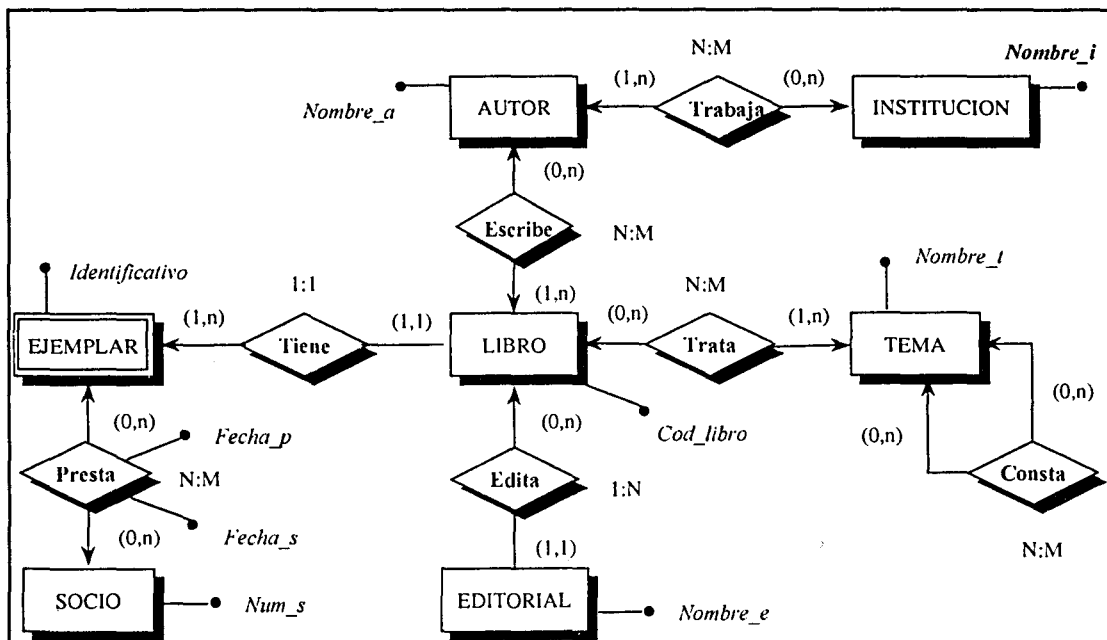 N:M
Nombre_i
(1,n)
(0,n)
Nombre_a
AUTOR
Trabaja
INSTITUCION
(0,n)
Escribe
N:M
Nombre_t
Identificativo
1:1
N:M
(1,n)
(1,n)
(1,1)
(0,n)
(1,n)
EJEMPLAR
Tiene
LIBRO
Trata
TEMA
(0,n)
(0,n)
Fecha_p
(0,n)
Cod_libro
(0,n)
Presta
N:M
Edita
1:N
Consta
(0,n)
Fecha_s
(1,1)
N:M
SOCIO
Num_s
EDITORIAL
Nombre_e